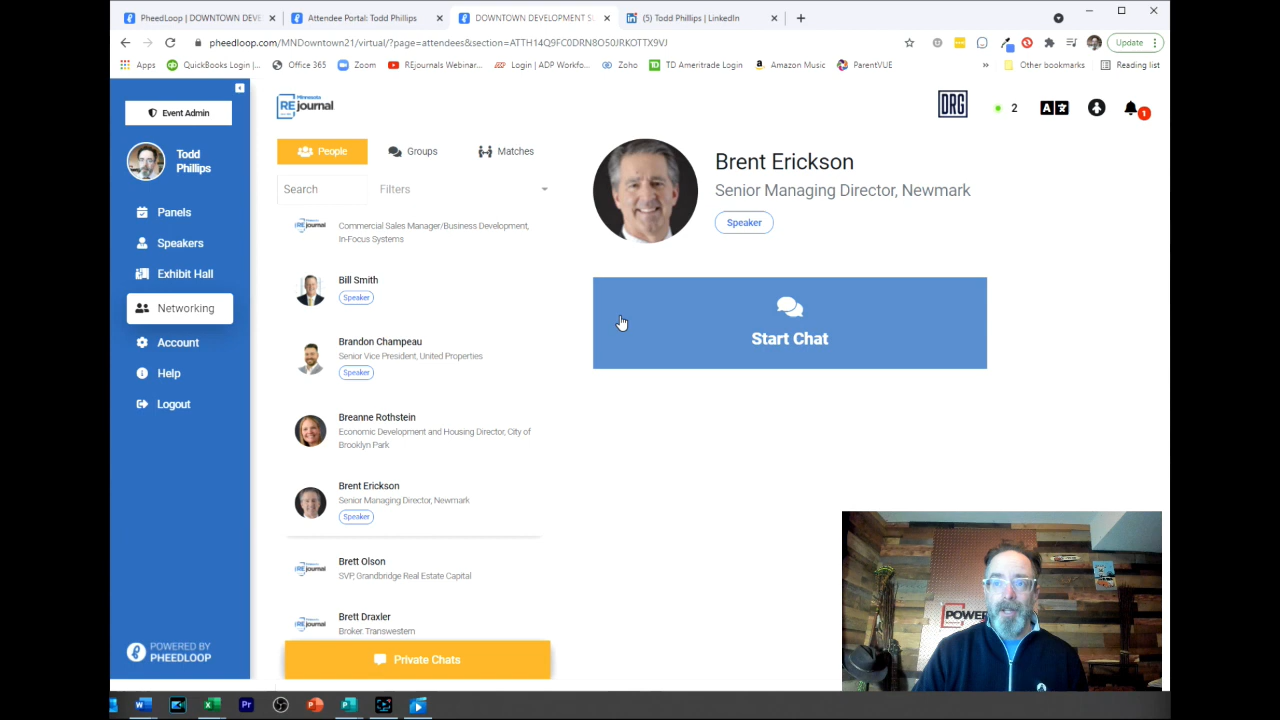 PheedLoop | DOWNTOWN DEVE
Attendee Portal: Todd Phillips
DOWNTOWN DEVELOPMENT S
(5) Todd Phillips | LinkedIn
pheedloop.com/MNDowntown21/virtual/?page=attendees&section=ATTH14Q9FC0DRN8O50JRKOTTX9VJ
Update
Apps
QuickBooks Login |...
Office 365
Zoom
REjournals Webinar...
Login | ADP Workfo...
Zoho
TD Ameritrade Login
Amazon Music
ParentVUE
»
Other bookmarks
Reading list
Event Admin
Todd
Phillips
Panels
Speakers
Exhibit Hall
Networking
Account
Help
Logout
POWERED BY
PHEEDLOOP
Minnesota
REjournal
DRG
2
1
People
Groups
Matches
Search
Filters
Commercial Sales Manager/Business Development,
In-Focus Systems
Bill Smith
Speaker
Brandon Champeau
Senior Vice President, United Properties
Speaker
Breanne Rothstein
Economic Development and Housing Director, City of
Brooklyn Park
Brent Erickson
Senior Managing Director, Newmark
Speaker
Brett Olson
SVP, Grandbridge Real Estate Capital
Brett Draxler
Broker. Transwestern
Private Chats
Brent Erickson
Senior Managing Director, Newmark
Speaker
Start Chat
POWER